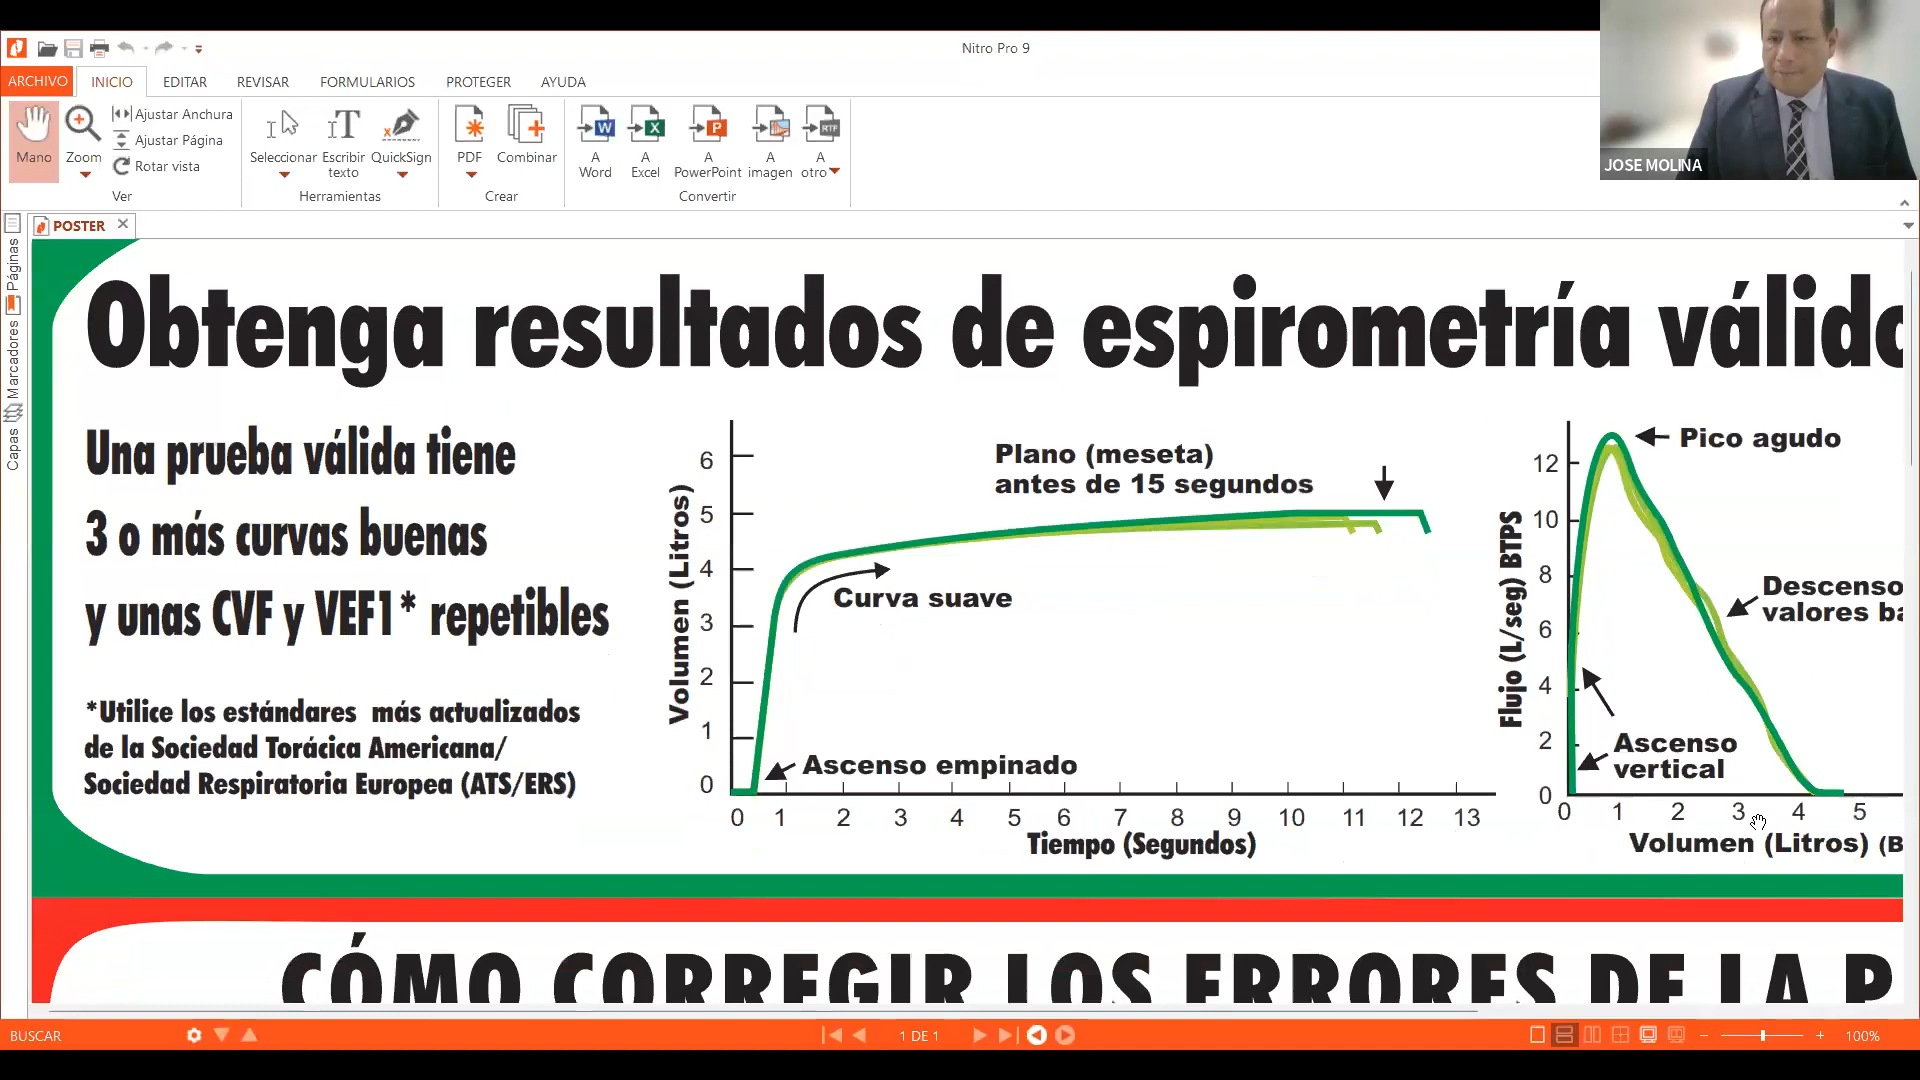 Nitro Pro 9
ARCHIVO INICIO EDITAR REVISAR FORMULARIOS PROTEGER AYUDA
Mano
Zoom
Ajustar Anchura
Ajustar Página
Rotar vista
Ver
Seleccionar
Escribir texto
QuickSign
Herramientas
PDF
Combinar
Crear
A Word
A Excel
A PowerPoint
A imagen
A otro
Convertir
JOSE MOLINA
POSTER
Páginas
Marcadores
Capas
Obtenga resultados de espirometría válido
Una prueba válida tiene
3 o más curvas buenas
y unas CVF y VEF1* repetibles
*Utilice los estándares más actualizados
de la Sociedad Torácica Americana/
Sociedad Respiratoria Europea (ATS/ERS)
Volumen (Litros)
6
5
4
3
2
1
0
Plano (meseta)
antes de 15 segundos
Curva suave
Ascenso empinado
0 1 2 3 4 5 6 7 8 9 10 11 12 13
Tiempo (Segundos)
Flujo (L/seg) BTPS
12
10
8
6
4
2
0
Pico agudo
Descenso
valores ba
Ascenso
vertical
0 1 2 3 4 5
Volumen (Litros) (B
CÓMO CORREGIR LOS ERRORES DE LA P
BUSCAR
1 DE 1
100%